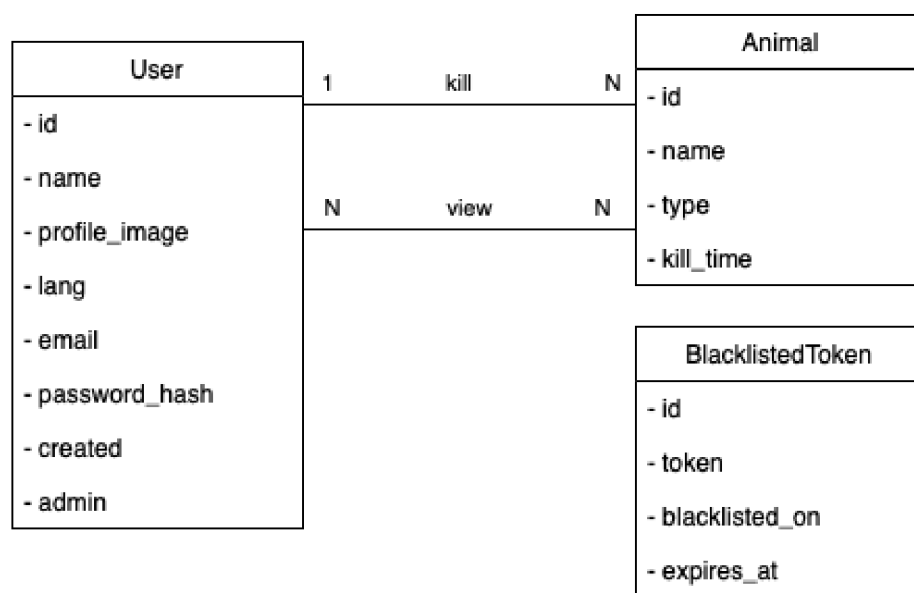 User
- id
- name
- profile_image
- lang
- email
- password_hash
- created
- admin
1 kill N
N view N
Animal
- id
- name
- type
- kill_time
BlacklistedToken
- id
- token
- blacklisted_on
- expires_at